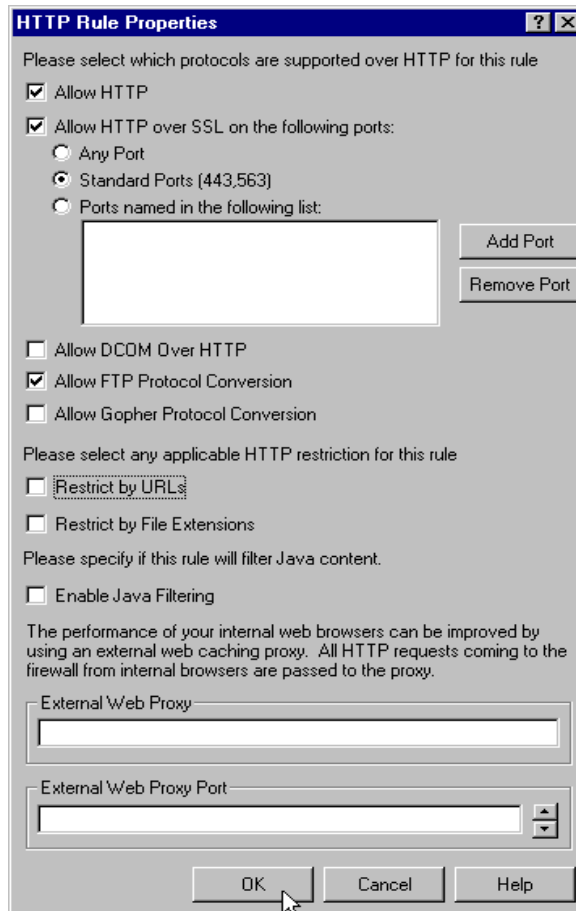 HTTP Rule Properties
Please select which protocols are supported over HTTP for this rule
Allow HTTP
Allow HTTP over SSL on the following ports:
Any Port
Standard Ports (443,563)
Ports named in the following list:
Add Port
Remove Port
Allow DCOM Over HTTP
Allow FTP Protocol Conversion
Allow Gopher Protocol Conversion
Please select any applicable HTTP restriction for this rule
Restrict by URLs
Restrict by File Extensions
Please specify if this rule will filter Java content.
Enable Java Filtering
The performance of your internal web browsers can be improved by
using an external web caching proxy.  All HTTP requests coming to the
firewall from internal browsers are passed to the proxy.
External Web Proxy
External Web Proxy Port
OK Cancel Help